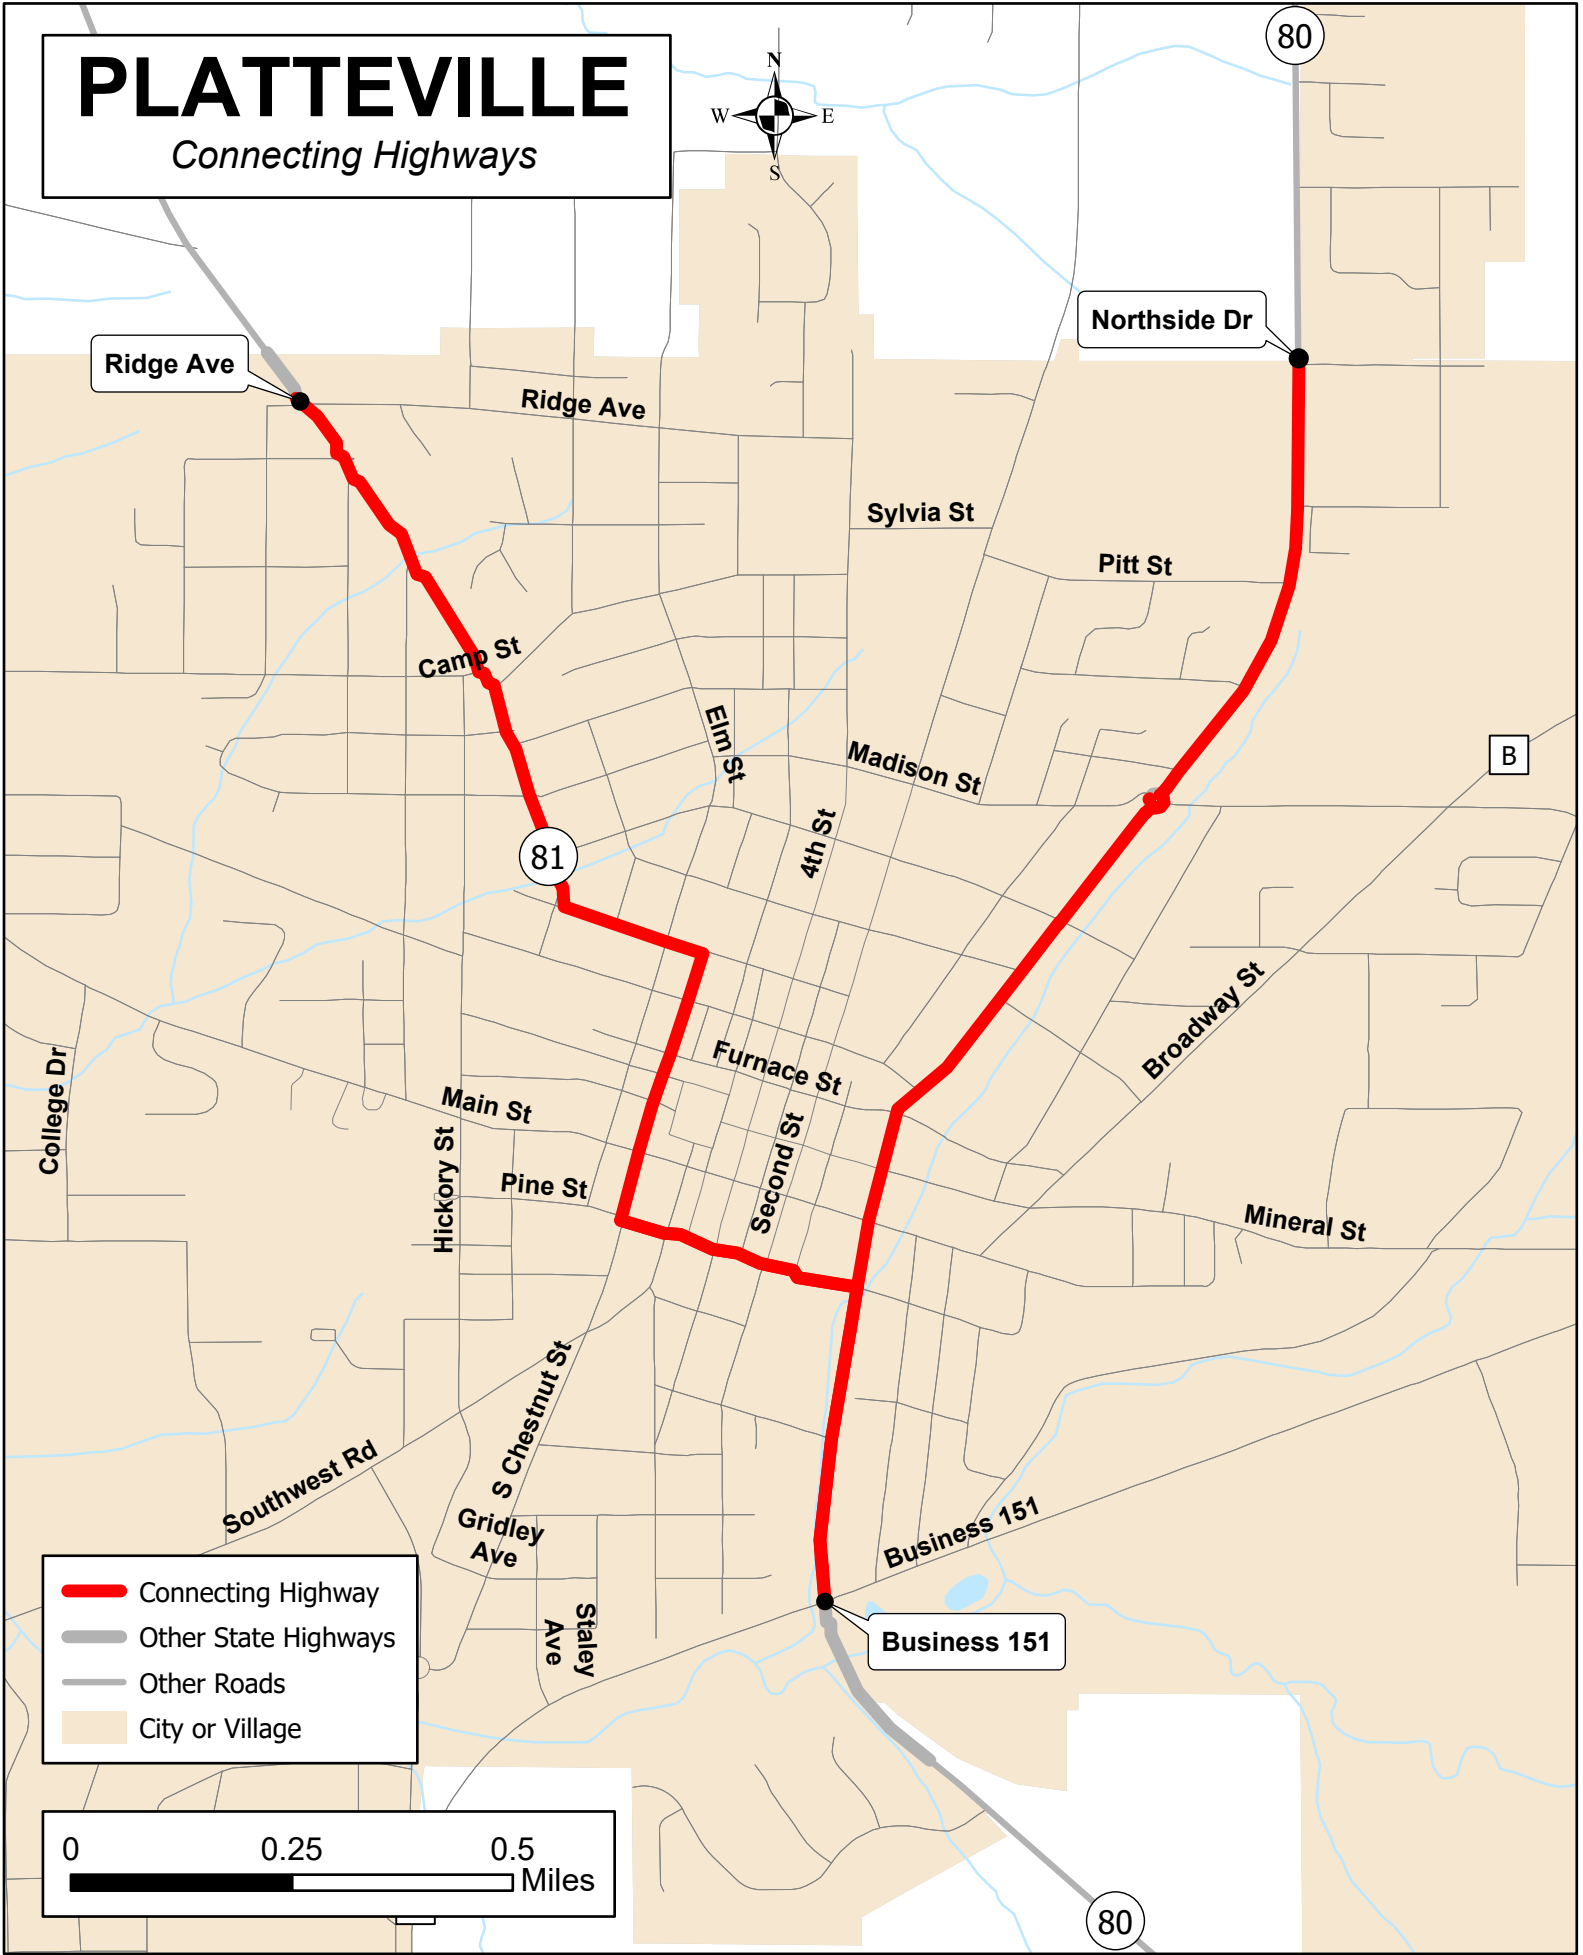 PLATTEVILLE
Connecting Highways
N
W
E
S
80
Northside Dr
Ridge Ave
Ridge Ave
Sylvia St
Pitt St
Camp St
Elm St
Madison St
B
4th St
81
Broadway St
Furnace St
College Dr
Main St
Hickory St
Second St
Pine St
Mineral St
S Chestnut St
Southwest Rd
Gridley
Ave
Business 151
Staley
Ave
Business 151
Connecting Highway
Other State Highways
Other Roads
City or Village
0 0.25 0.5
Miles
80